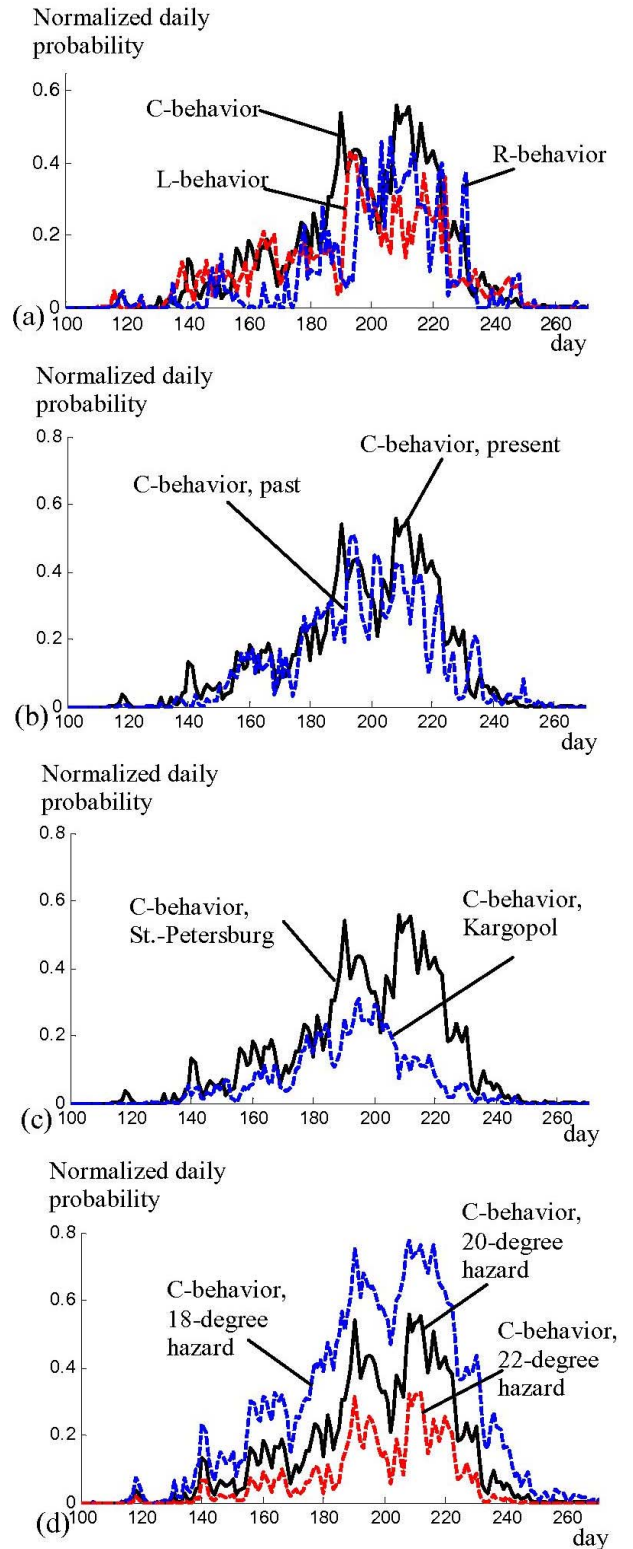 Normalized daily
probability
0.6
C-behavior
R-behavior
0.4
L-behavior
0.2
0
(a)
100 120 140 160 180 200 220 240 260
day
Normalized daily
probability
0.8
C-behavior, present
0.6
C-behavior, past
0.4
0.2
0
(b)
100 120 140 160 180 200 220 240 260
day
Normalized daily
probability
0.8
C-behavior,
St.-Petersburg
C-behavior,
Kargopol
0.6
0.4
0.2
0
(c)
100 120 140 160 180 200 220 240 260
day
Normalized daily
probability
0.8
C-behavior,
20-degree
hazard
C-behavior,
18-degree
hazard
C-behavior,
22-degree
hazard
0.6
0.4
0.2
0
(d)
100 120 140 160 180 200 220 240 260
day